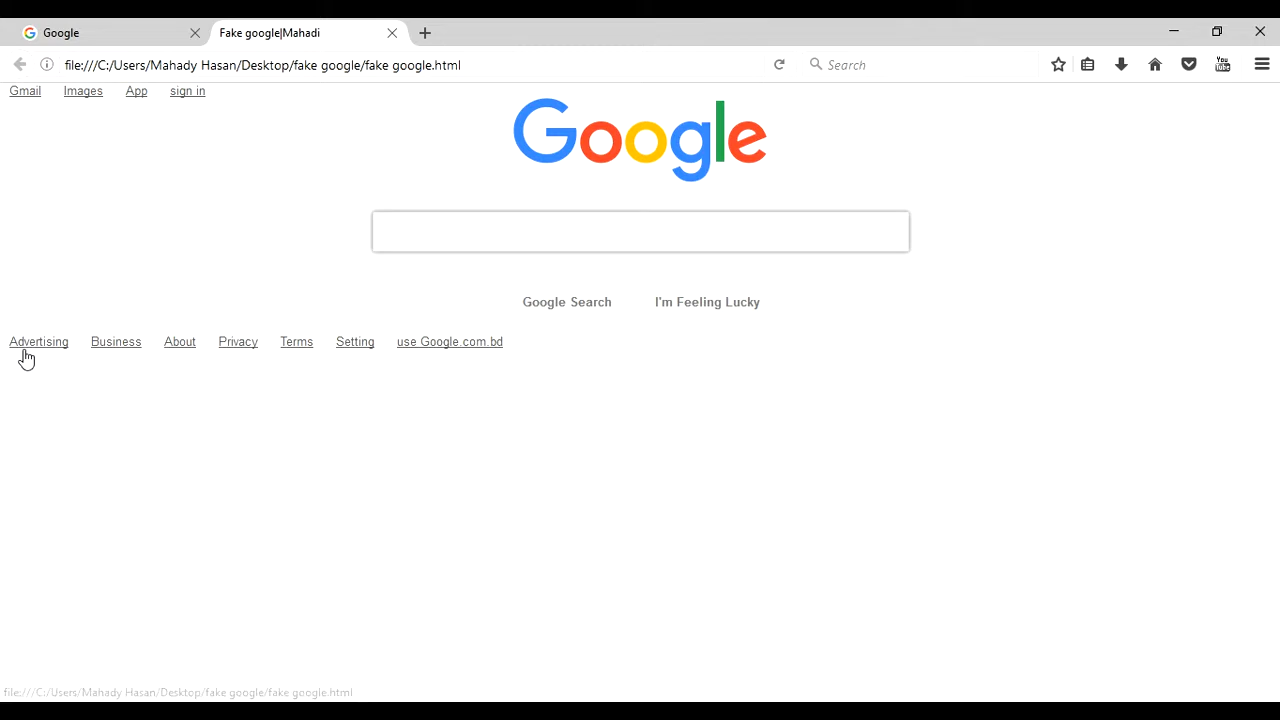 Google
Fake google|Mahadi
file:///C:/Users/Mahady Hasan/Desktop/fake google/fake google.html
Search
You Tube
Gmail Images App sign in
Google
Google Search I'm Feeling Lucky
Advertising Business About Privacy Terms Setting use Google.com.bd
file:///C:/Users/Mahady Hasan/Desktop/fake google/fake google.html